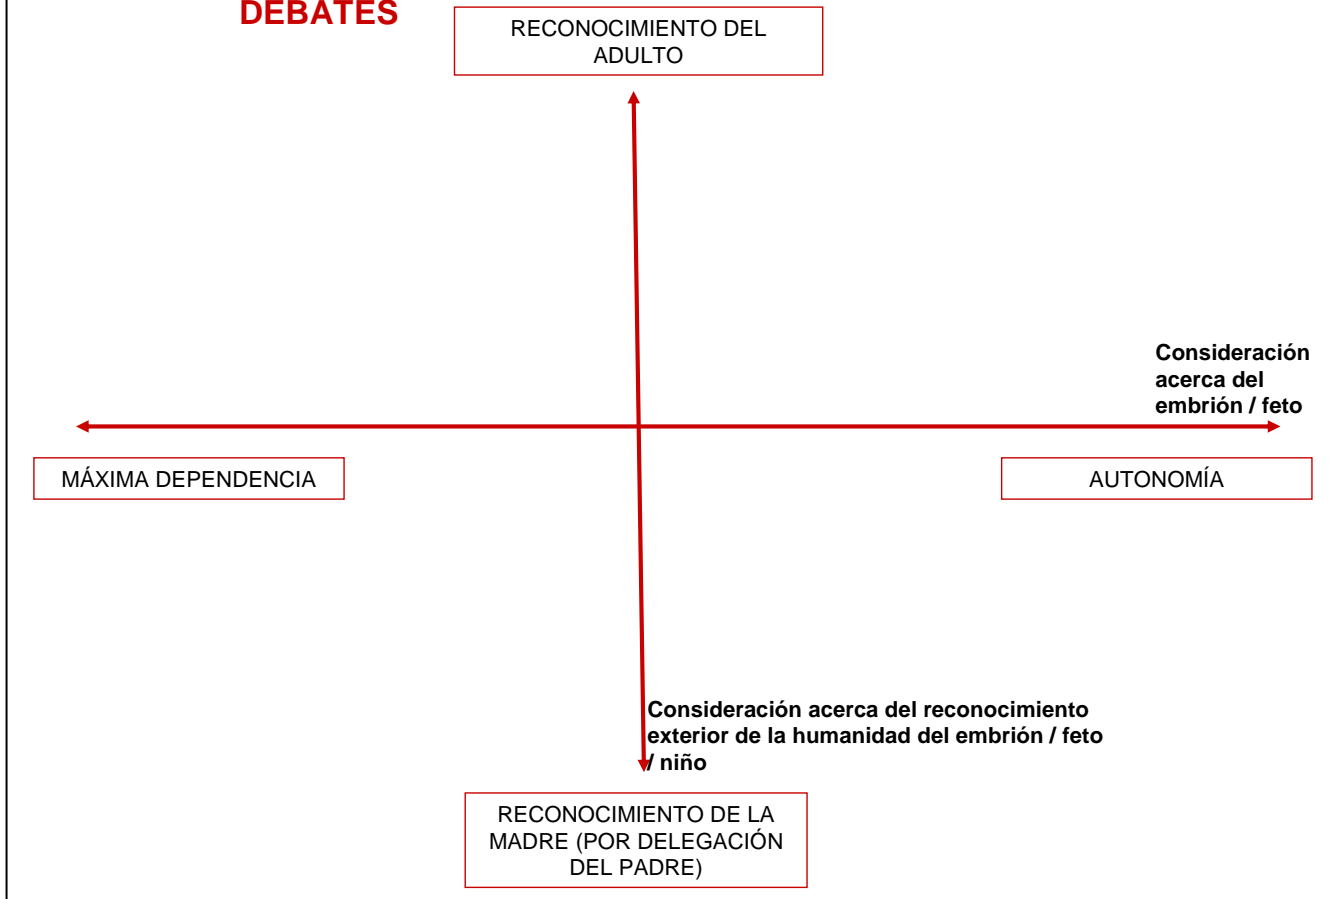 DEBATES
RECONOCIMIENTO DEL
ADULTO
Consideración
acerca del
embrión / feto
MÁXIMA DEPENDENCIA
AUTONOMÍA
Consideración acerca del reconocimiento
exterior de la humanidad del embrión / feto
/ niño
RECONOCIMIENTO DE LA
MADRE (POR DELEGACIÓN
DEL PADRE)